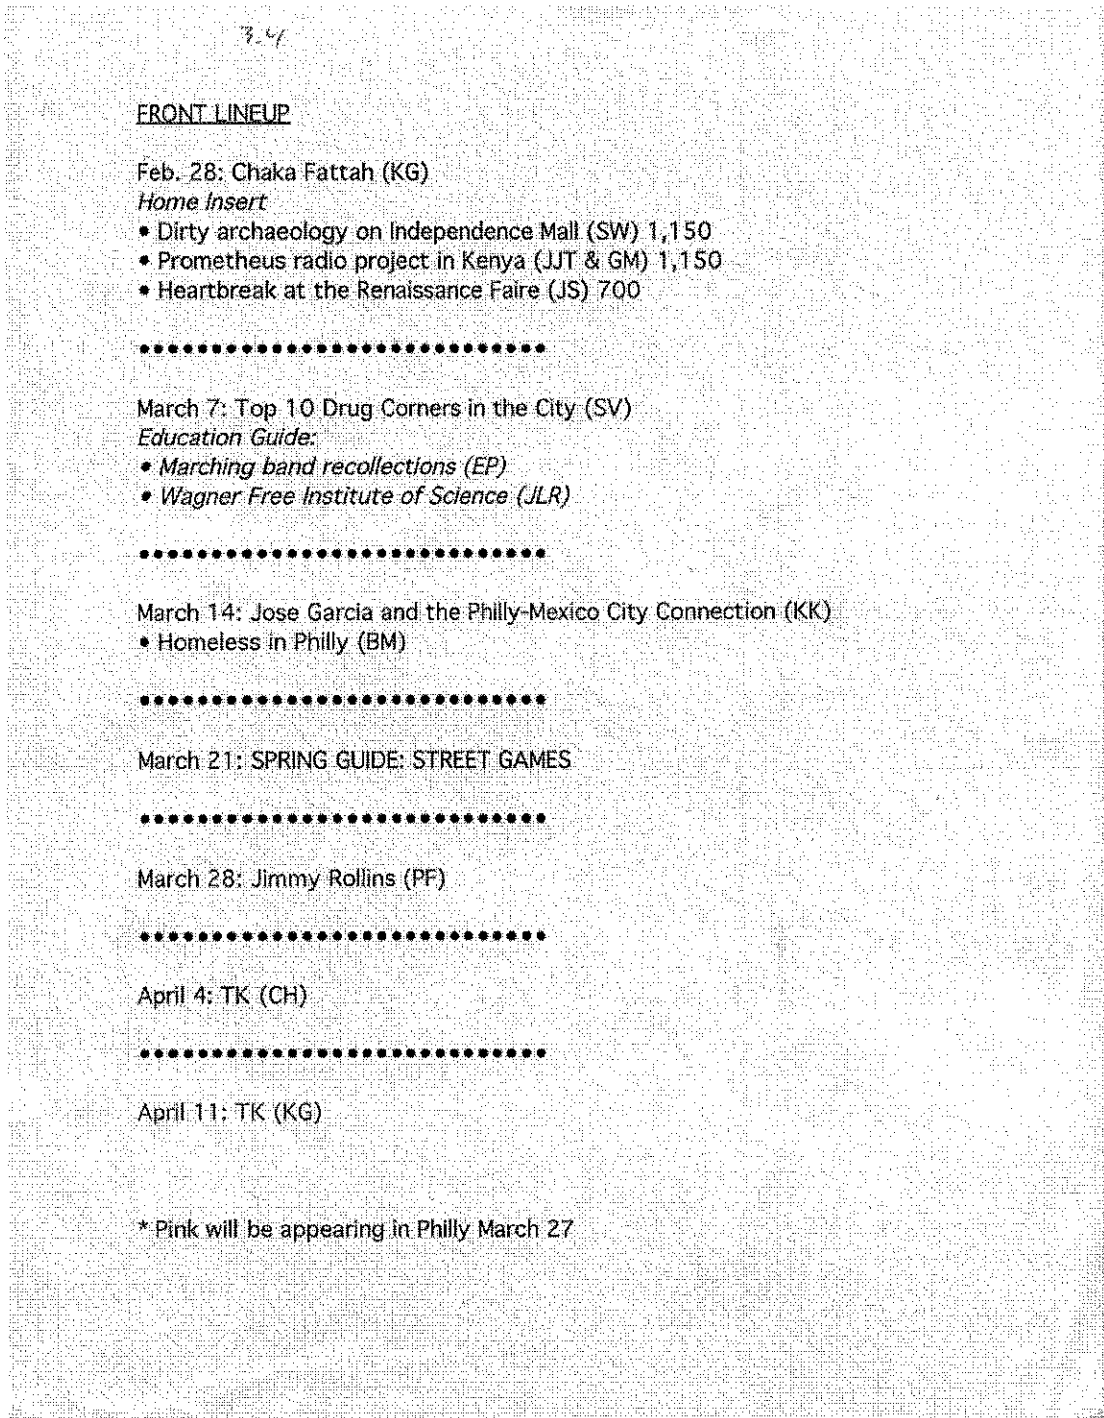 3.4
FRONT LINEUP
Feb. 28: Chaka Fattah (KG)
Home Insert
• Dirty archaeology on Independence Mall (SW) 1,150
• Prometheus radio project in Kenya (JJT & GM) 1,150
• Heartbreak at the Renaissance Faire (JS) 700
••••••••••••••••••••••••••••
March 7: Top 10 Drug Corners in the City (SV)
Education Guide:
• Marching band recollections (EP)
• Wagner Free Institute of Science (JLR)
••••••••••••••••••••••••••••
March 14: Jose Garcia and the Philly-Mexico City Connection (KK)
• Homeless in Philly (BM)
••••••••••••••••••••••••••••
March 21: SPRING GUIDE: STREET GAMES
••••••••••••••••••••••••••••
March 28: Jimmy Rollins (PF)
••••••••••••••••••••••••••••
April 4: TK (CH)
••••••••••••••••••••••••••••
April 11: TK (KG)
* Pink will be appearing in Philly March 27